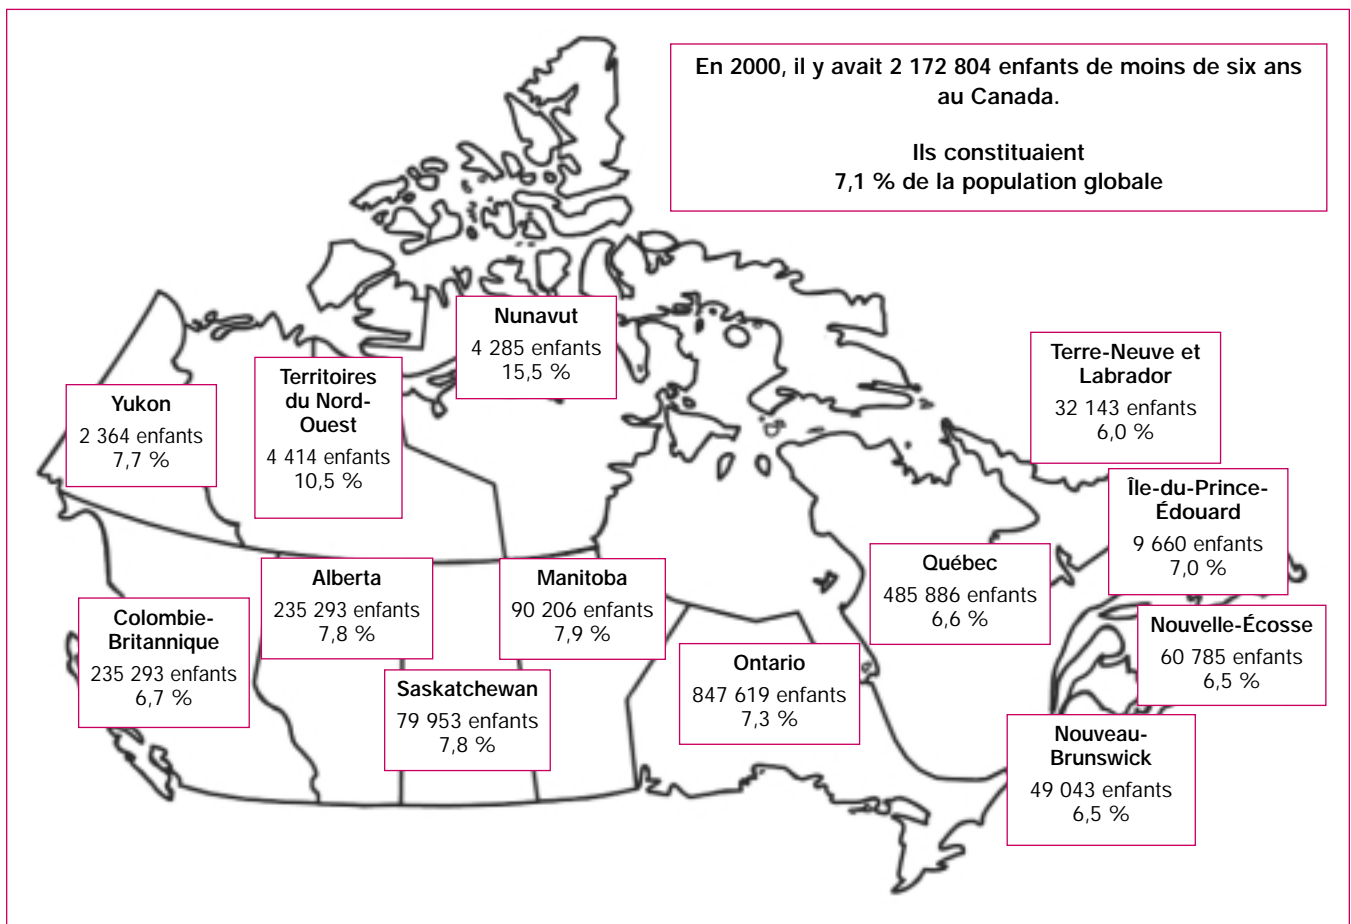 En 2000, il y avait 2 172 804 enfants de moins de six ans
au Canada.
Ils constituaient
7,1 % de la population globale
Nunavut
4 285 enfants
15,5 %
Territoires
du Nord-
Ouest
4 414 enfants
10,5 %
Yukon
2 364 enfants
7,7 %
Terre-Neuve et
Labrador
32 143 enfants
6,0 %
Île-du-Prince-
Édouard
9 660 enfants
7,0 %
Québec
485 886 enfants
6,6 %
Alberta
235 293 enfants
7,8 %
Manitoba
90 206 enfants
7,9 %
Colombie-
Britannique
235 293 enfants
6,7 %
Nouvelle-Écosse
60 785 enfants
6,5 %
Ontario
847 619 enfants
7,3 %
Saskatchewan
79 953 enfants
7,8 %
Nouveau-
Brunswick
49 043 enfants
6,5 %